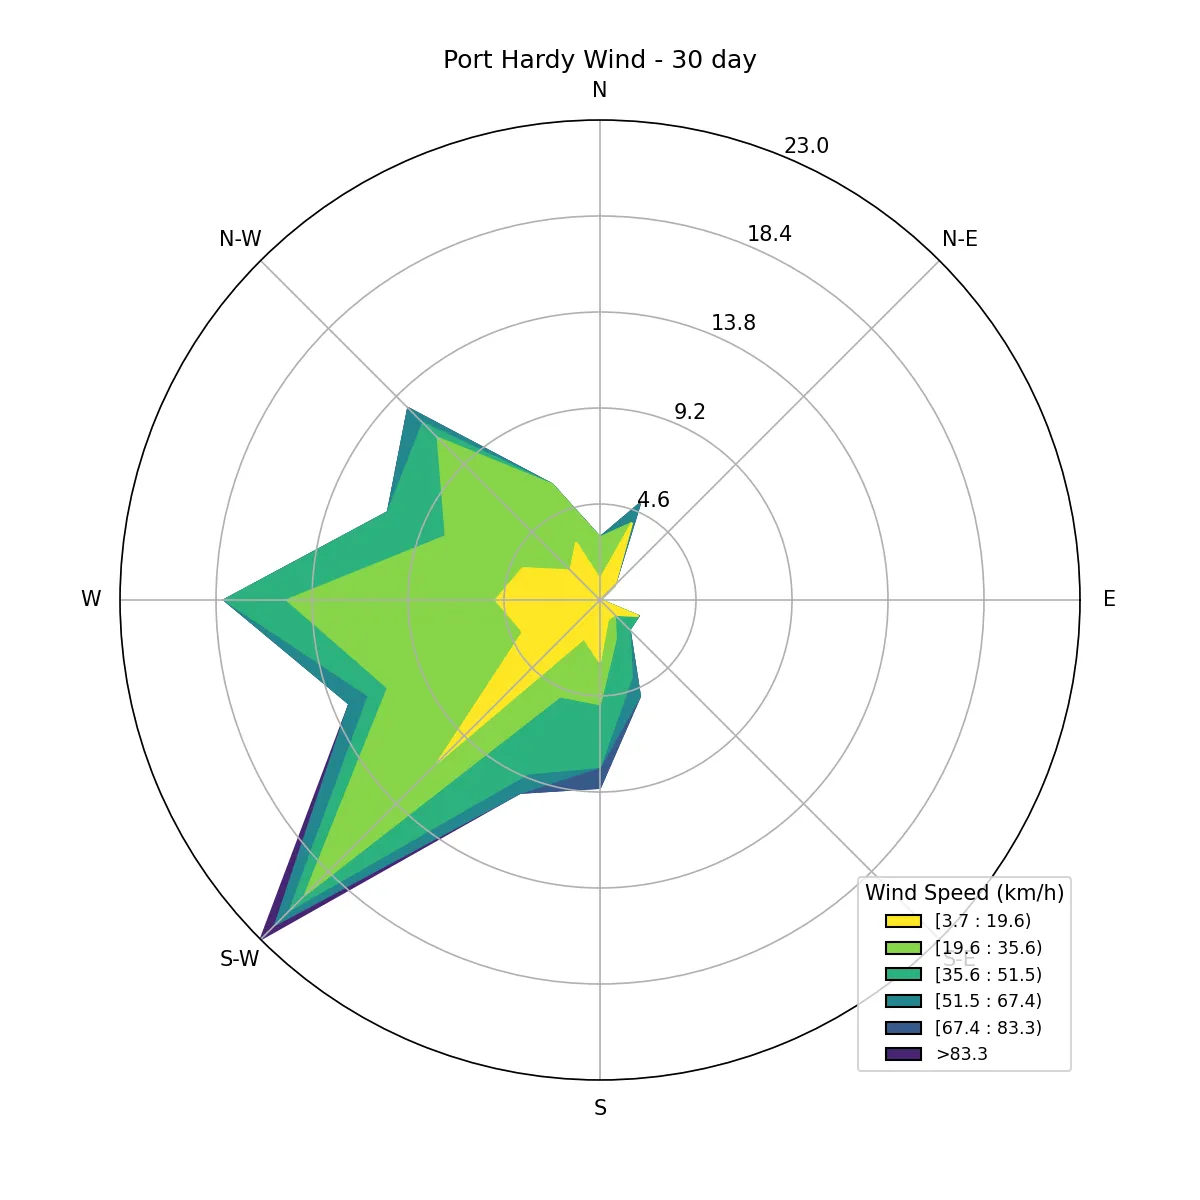 Port Hardy Wind - 30 day
N
23.0
N-W
18.4
N-E
13.8
9.2
4.6
W
E
Wind Speed (km/h)
[3.7 : 19.6)
[19.6 : 35.6)
S-W
S-E
[35.6 : 51.5)
[51.5 : 67.4)
[67.4 : 83.3)
>83.3
S